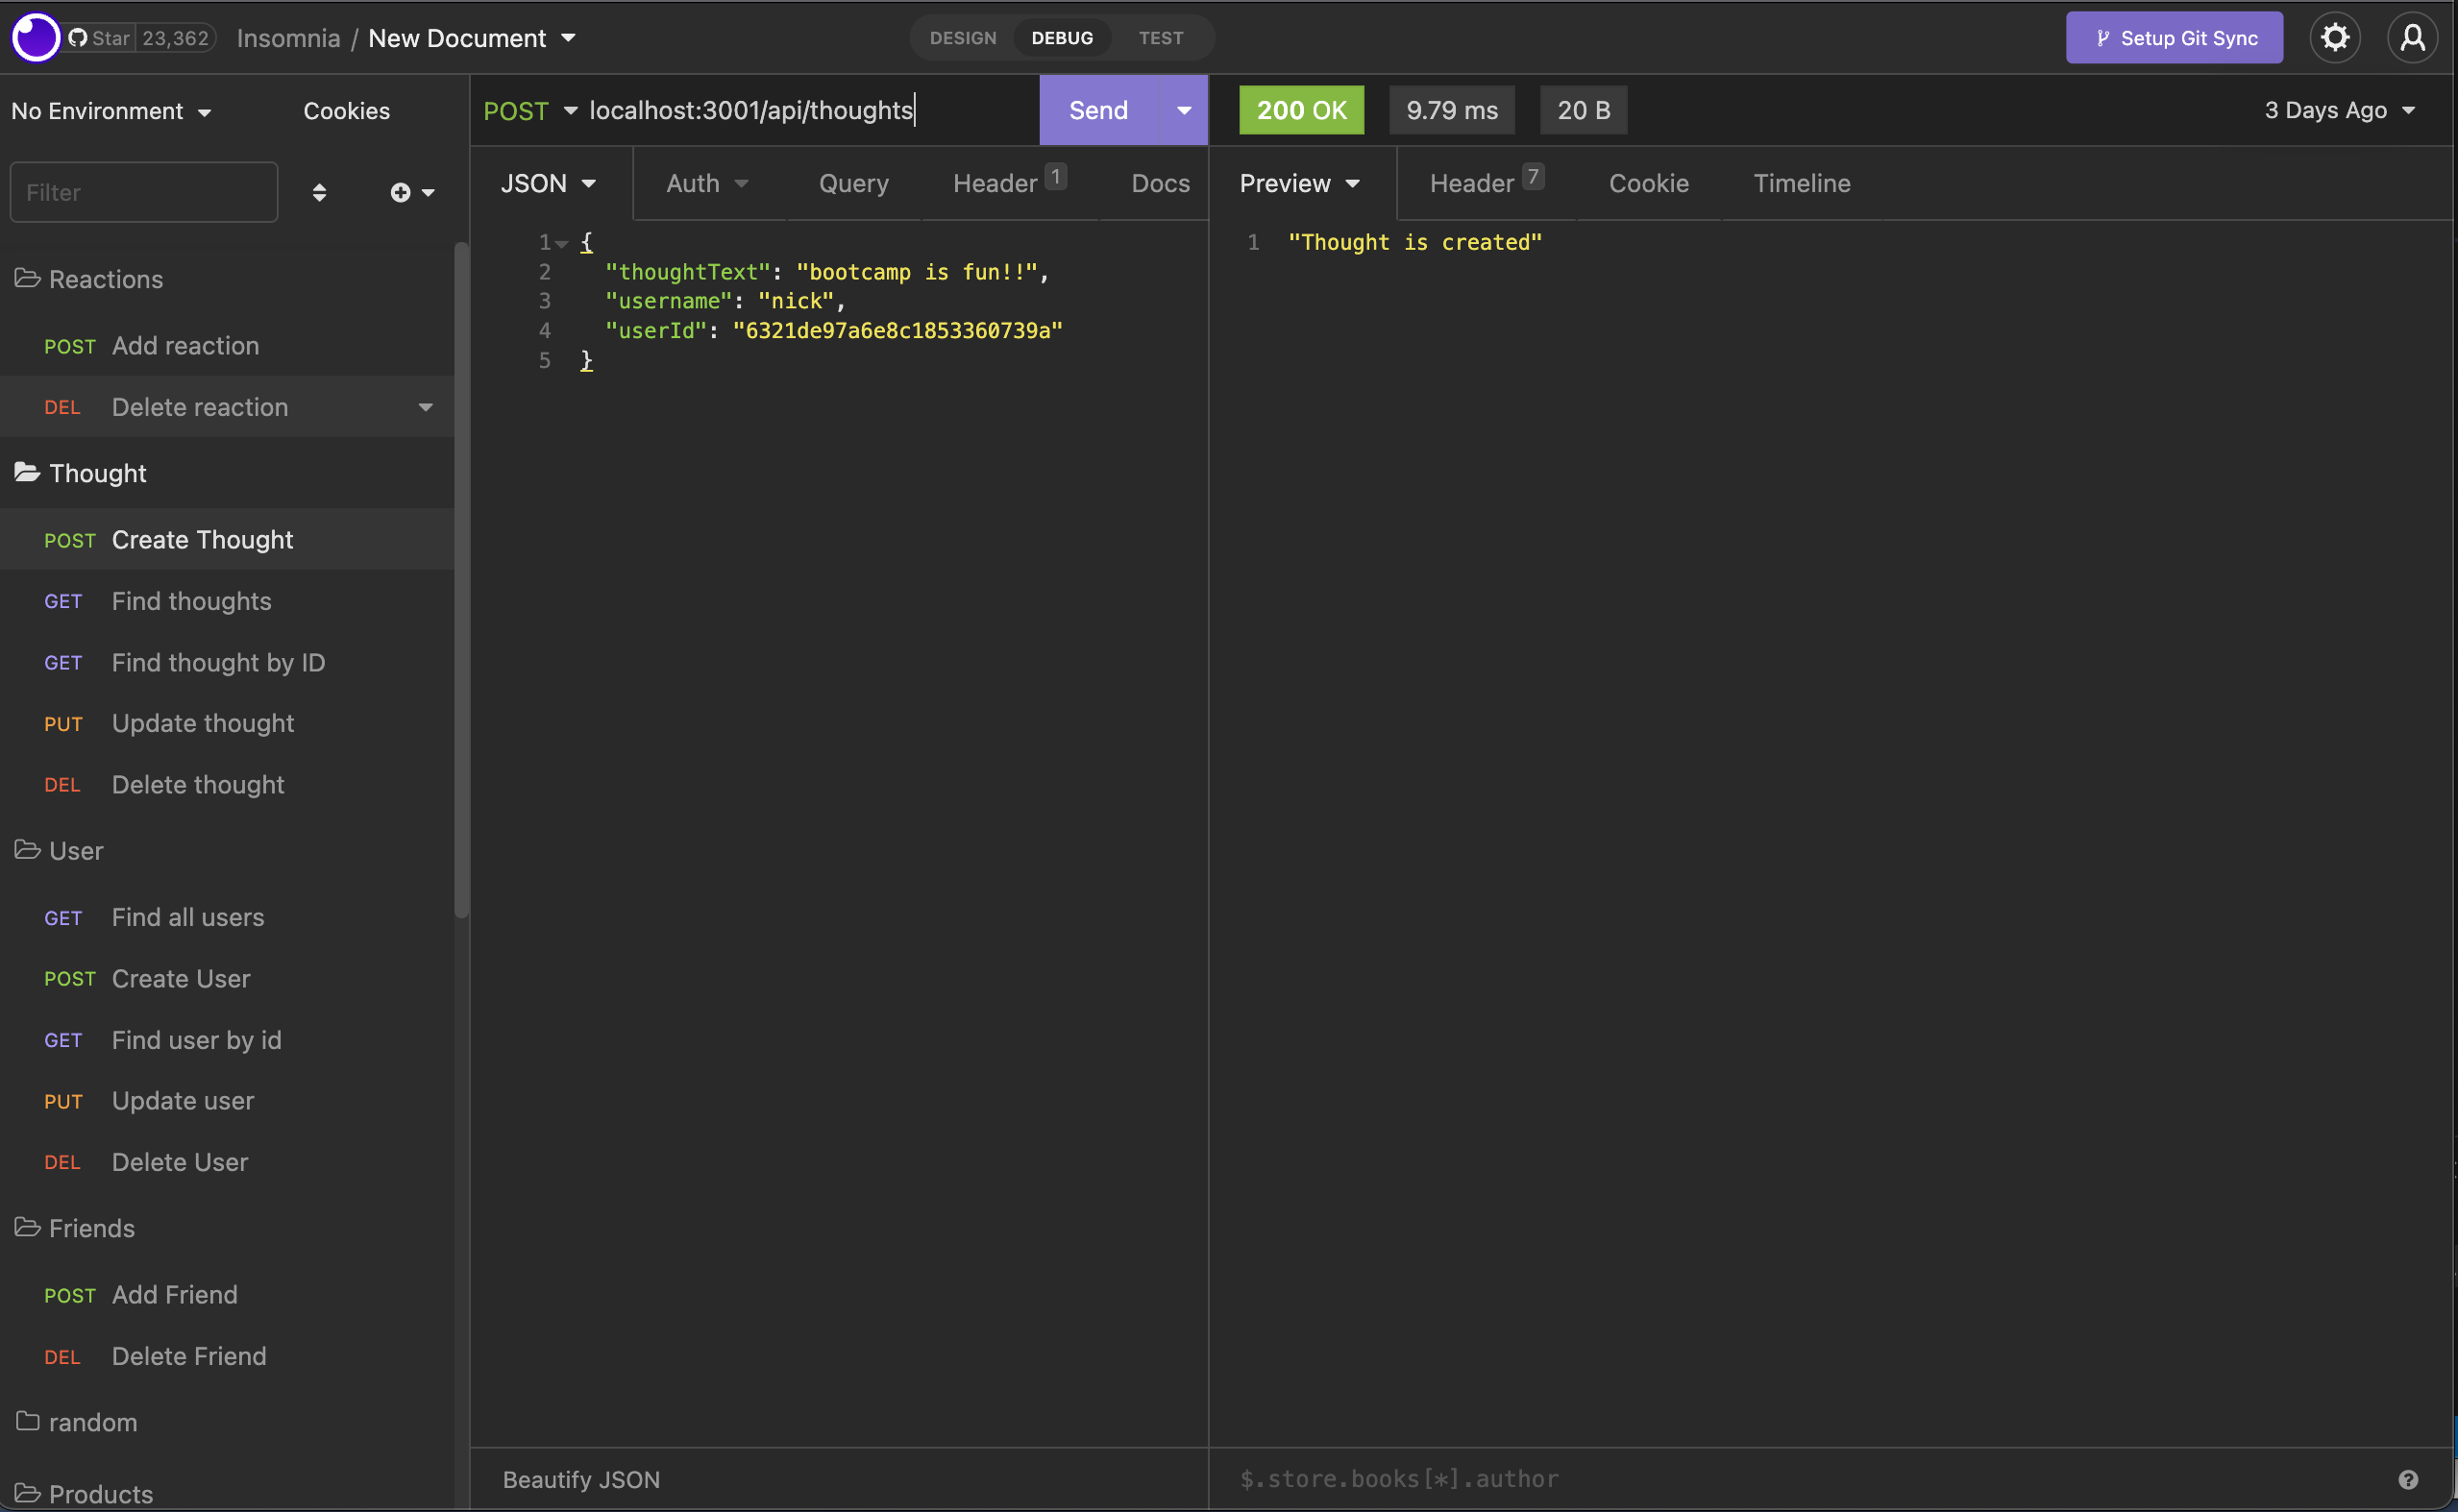 Star 23,362 Insomnia / New Document DESIGN DEBUG TEST Setup Git Sync
No Environment Cookies
Filter
Reactions
POST Add reaction
DEL Delete reaction
Thought
POST Create Thought
GET Find thoughts
GET Find thought by ID
PUT Update thought
DEL Delete thought
User
GET Find all users
POST Create User
GET Find user by id
PUT Update user
DEL Delete User
Friends
POST Add Friend
DEL Delete Friend
random
Products
POST localhost:3001/api/thoughts Send
JSON Auth Query Header 1 Docs
1 {
2 "thoughtText": "bootcamp is fun!!",
3 "username": "nick",
4 "userId": "6321de97a6e8c1853360739a"
5 }
Beautify JSON
200 OK 9.79 ms 20 B 3 Days Ago
Preview Header 7 Cookie Timeline
1 "Thought is created"
$.store.books[*].author